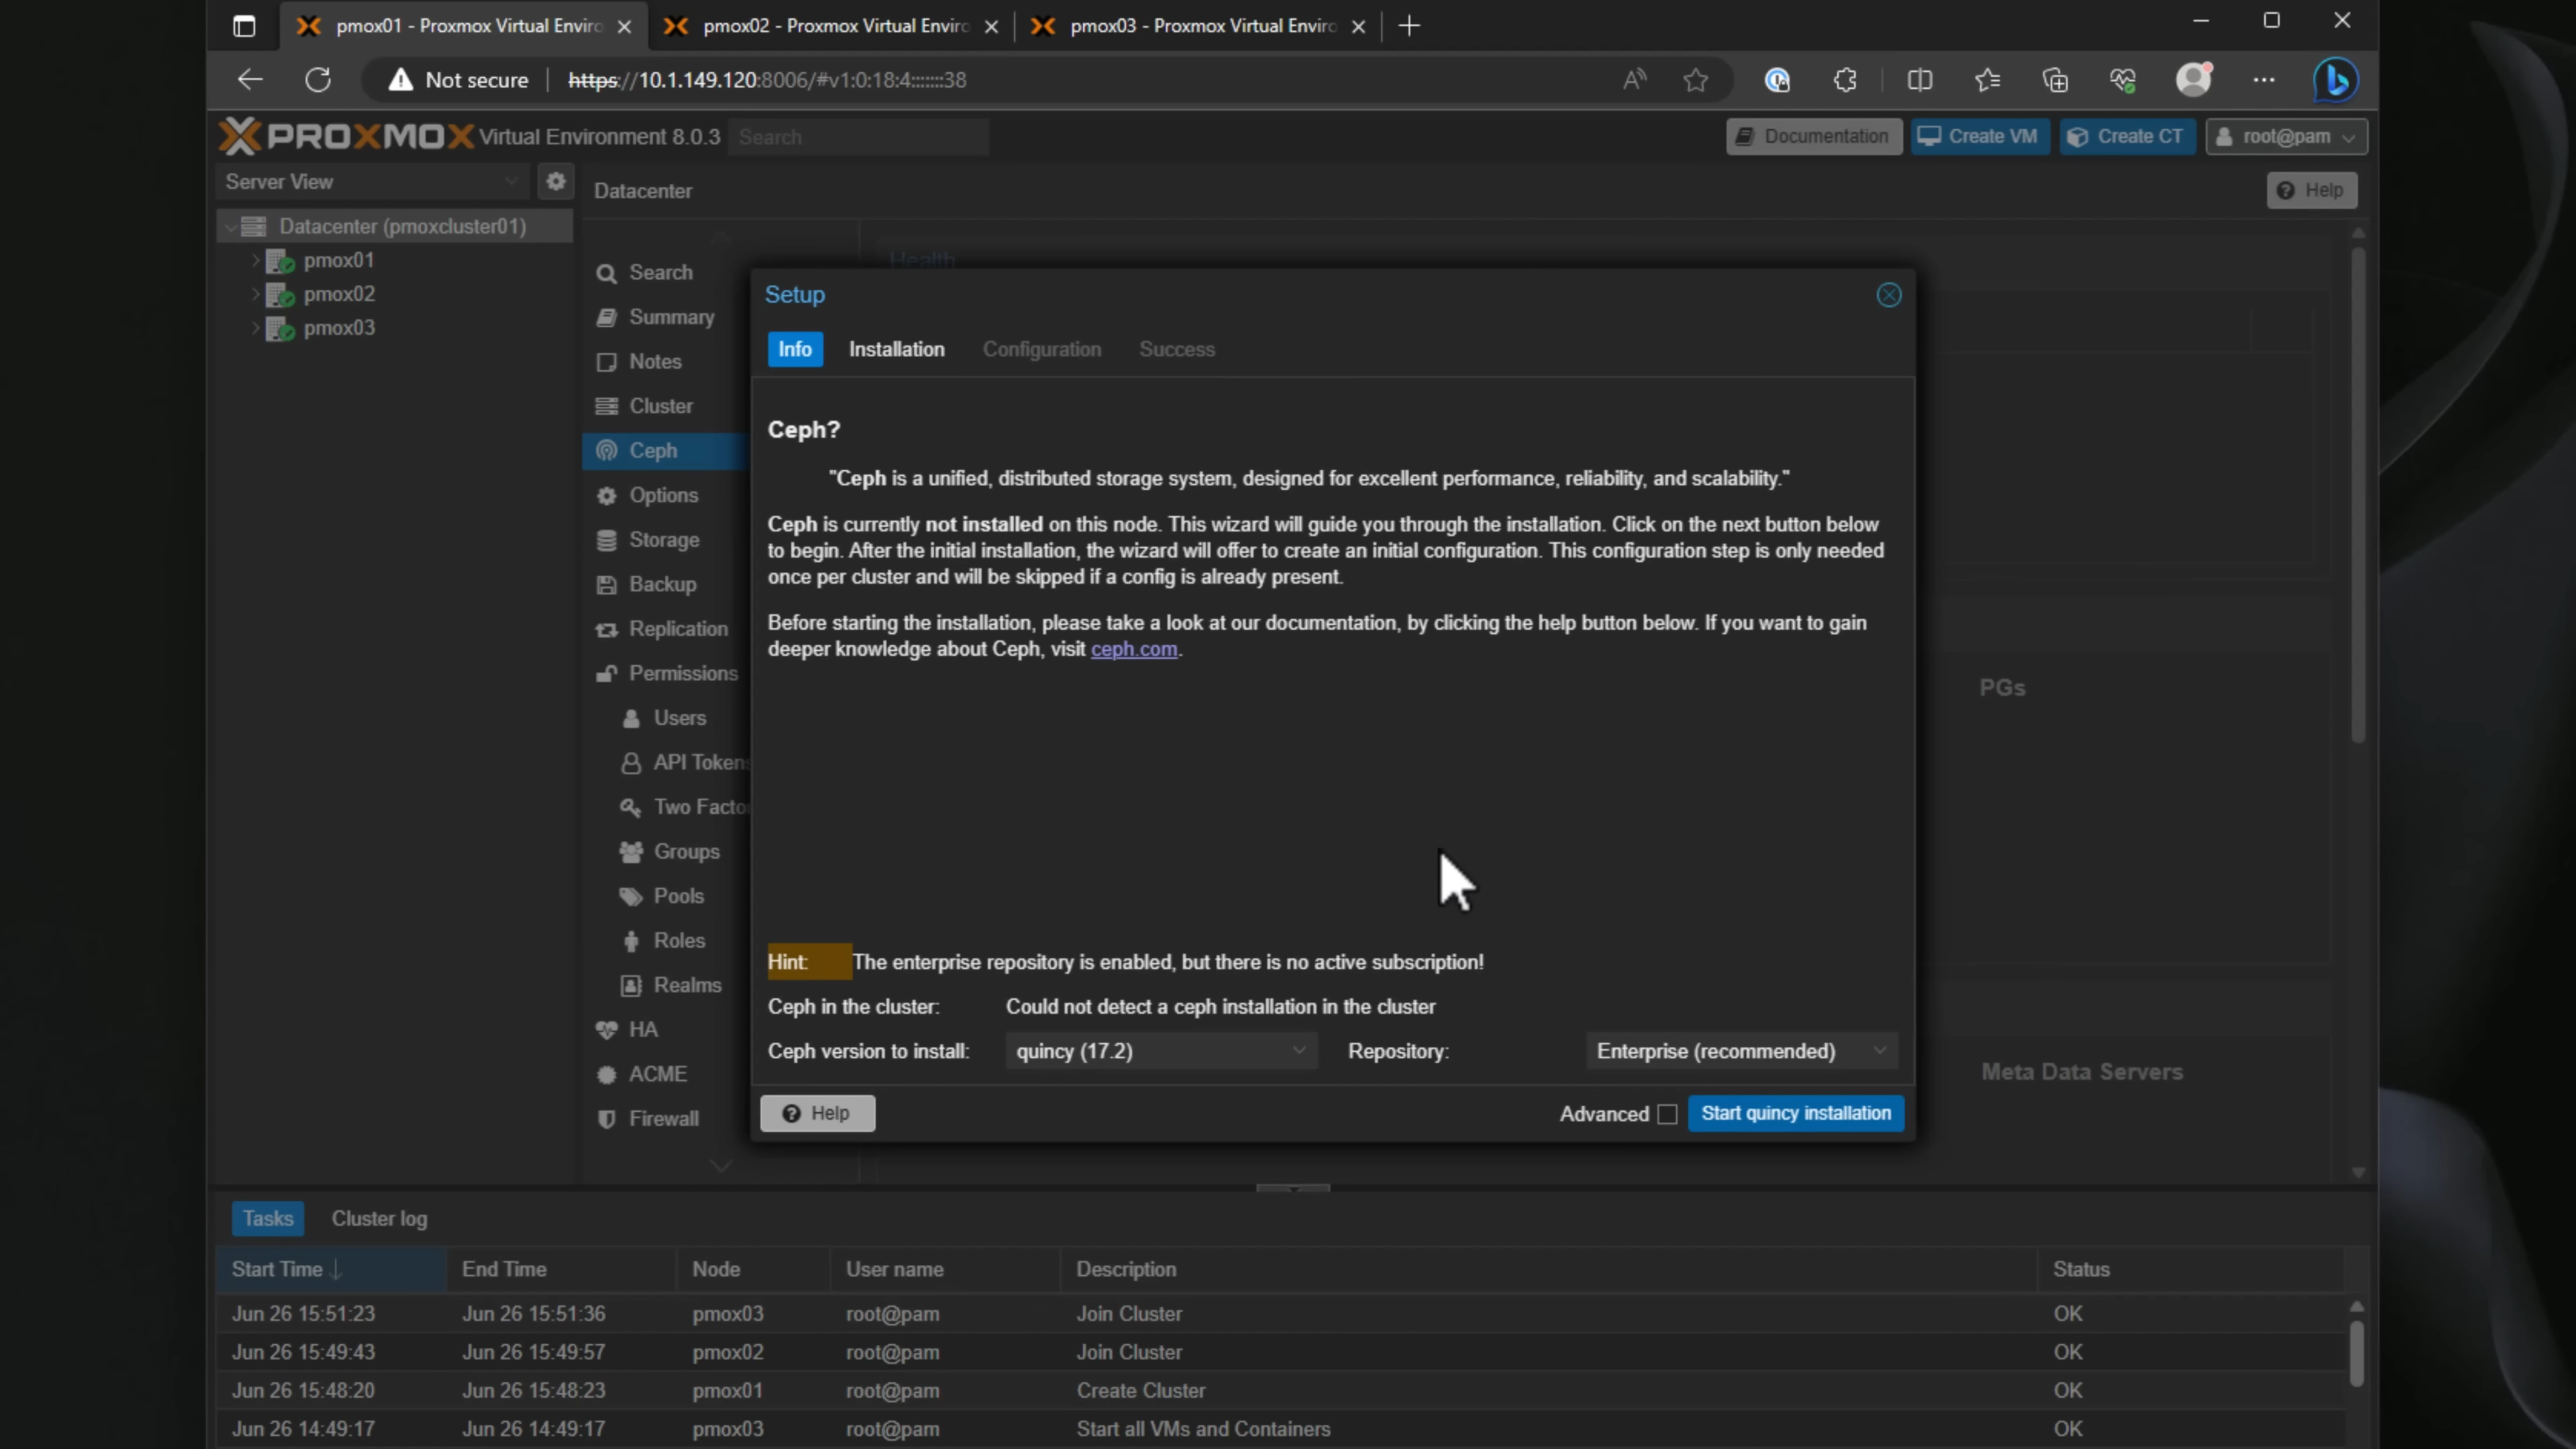 pmox01 - Proxmox Virtual Enviro
pmox02 - Proxmox Virtual Enviro
pmox03 - Proxmox Virtual Enviro
Not secure
https://10.1.149.120:8006/#v1:0:18:4:::::::38
PROXMOX Virtual Environment 8.0.3
Search
Documentation
Create VM
Create CT
root@pam
Server View
Datacenter
Help
Datacenter (pmoxcluster01)
pmox01
pmox02
pmox03
Search
Summary
Notes
Cluster
Ceph
Options
Storage
Backup
Replication
Permissions
Users
API Tokens
Two Factor
Groups
Pools
Roles
Realms
HA
ACME
Firewall
Health
Setup
Info
Installation
Configuration
Success
Ceph?
"Ceph is a unified, distributed storage system, designed for excellent performance, reliability, and scalability."
Ceph is currently not installed on this node. This wizard will guide you through the installation. Click on the next button below
to begin. After the initial installation, the wizard will offer to create an initial configuration. This configuration step is only needed
once per cluster and will be skipped if a config is already present.
Before starting the installation, please take a look at our documentation, by clicking the help button below. If you want to gain
deeper knowledge about Ceph, visit ceph.com.
PGs
Hint: The enterprise repository is enabled, but there is no active subscription!
Ceph in the cluster: Could not detect a ceph installation in the cluster
Ceph version to install: quincy (17.2) Repository: Enterprise (recommended)
Meta Data Servers
Help
Advanced
Start quincy installation
Tasks
Cluster log
Start Time End Time Node User name Description Status
Jun 26 15:51:23 Jun 26 15:51:36 pmox03 root@pam Join Cluster OK
Jun 26 15:49:43 Jun 26 15:49:57 pmox02 root@pam Join Cluster OK
Jun 26 15:48:20 Jun 26 15:48:23 pmox01 root@pam Create Cluster OK
Jun 26 14:49:17 Jun 26 14:49:17 pmox03 root@pam Start all VMs and Containers OK